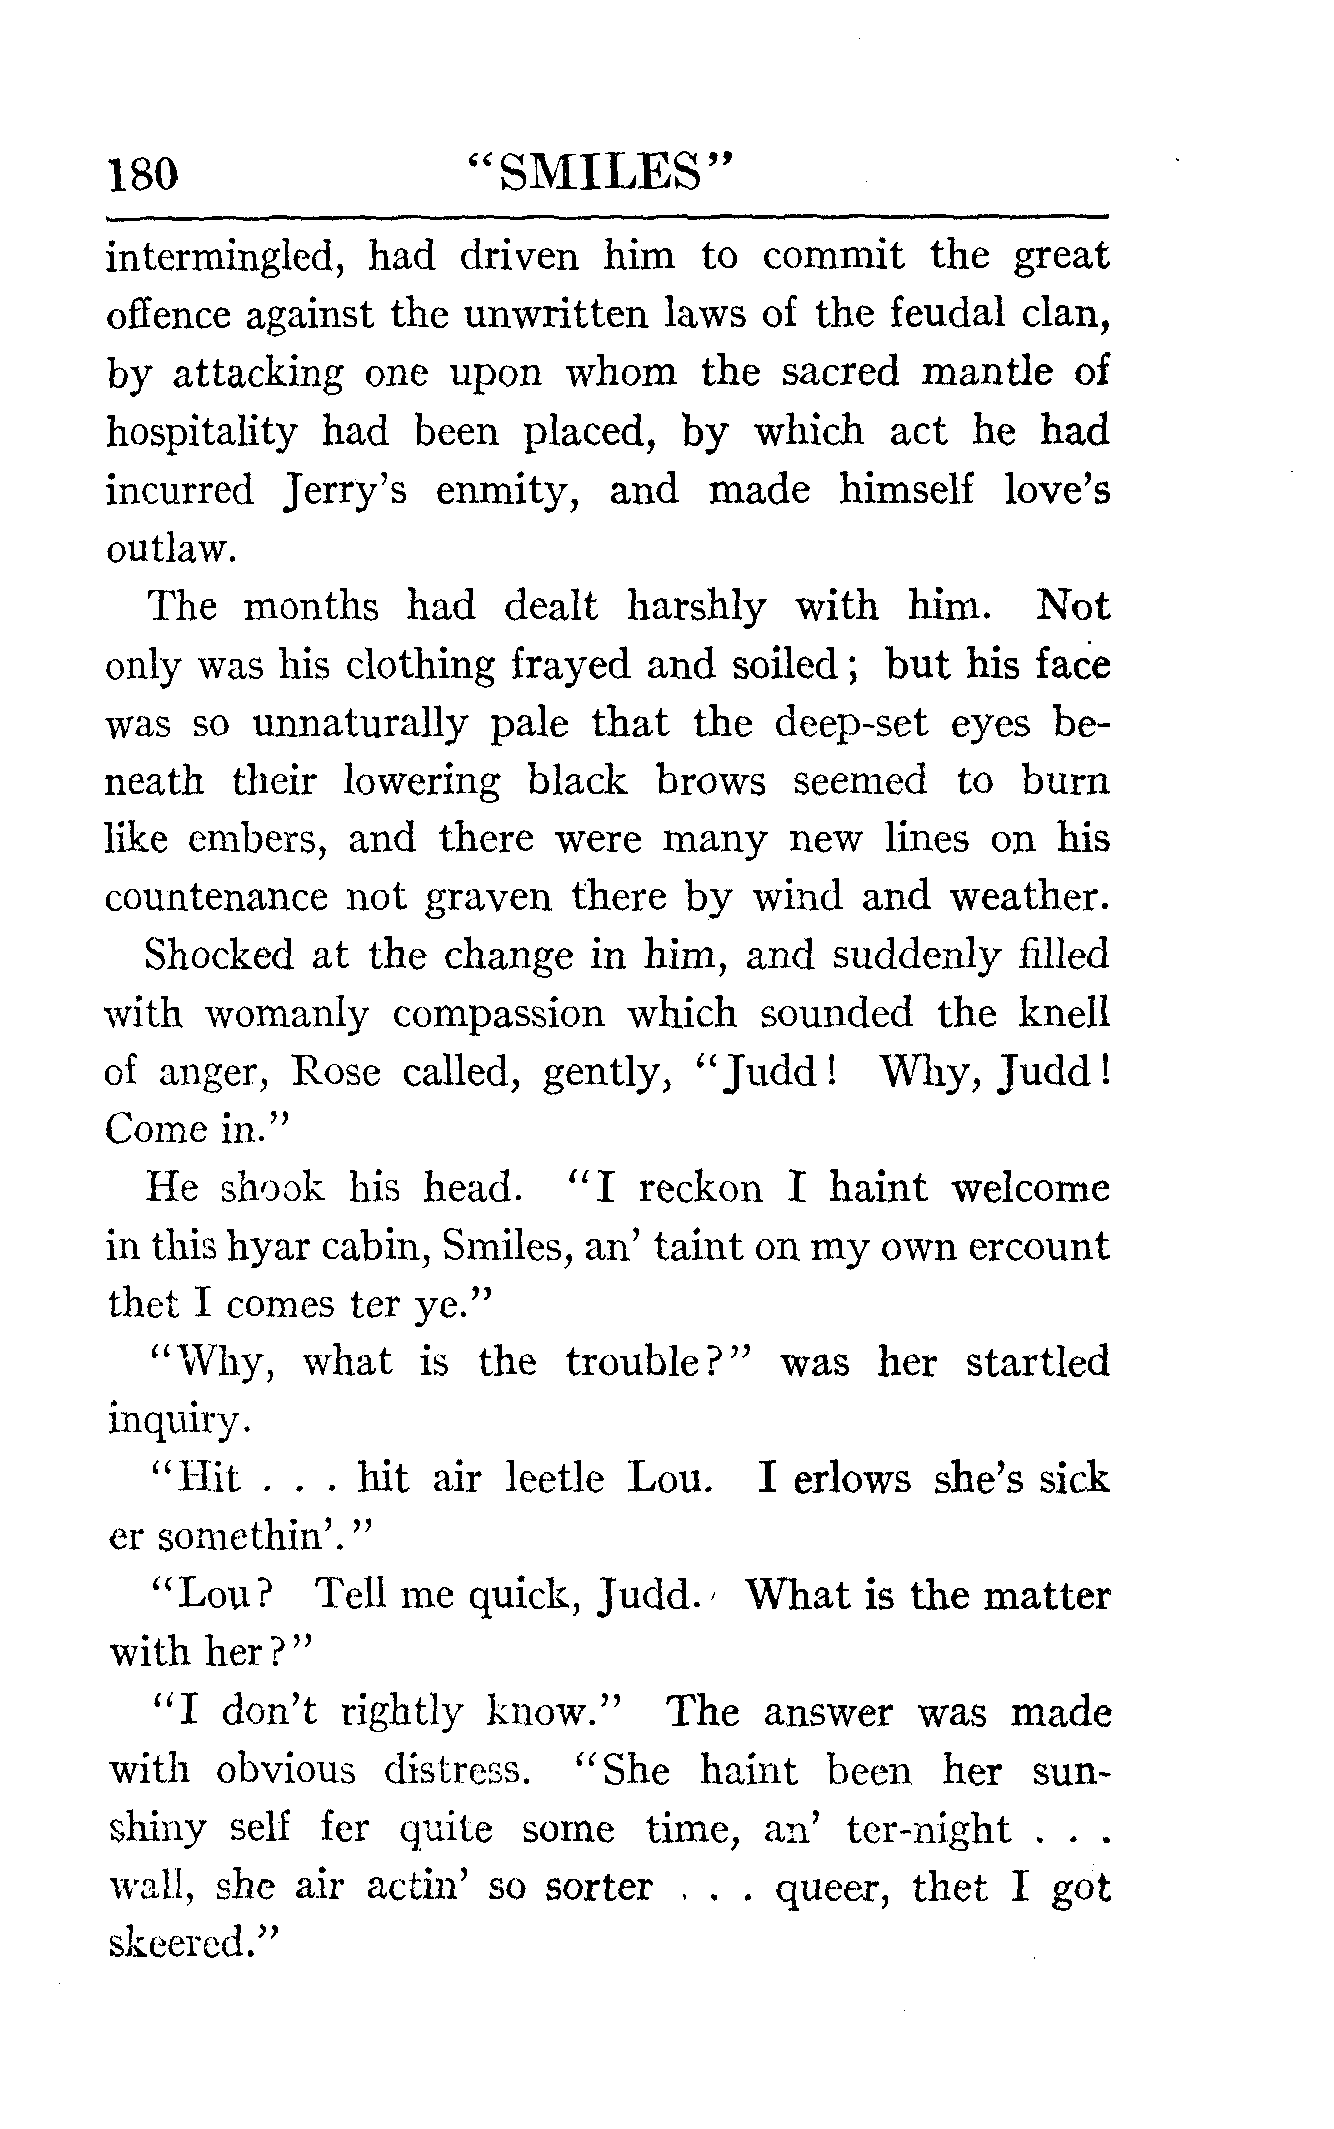 180 "SMILES"
intermingled, had driven him to commit the great
offence against the unwritten laws of the feudal clan,
by attacking one upon whom the sacred mantle of
hospitality had been placed, by which act he had
incurred Jerry's enmity, and made himself love's
outlaw.
The months had dealt harshly with him. Not
only was his clothing frayed and soiled; but his face
was so unnaturally pale that the deep-set eyes be-
neath their lowering black brows seemed to burn
like embers, and there were many new lines on his
countenance not graven there by wind and weather.
Shocked at the change in him, and suddenly filled
with womanly compassion which sounded the knell
of anger, Rose called, gently, "Judd! Why, Judd!
Come in."
He shook his head. "I reckon I haint welcome
in this hyar cabin, Smiles, an' taint on my own ercount
thet I comes ter ye."
"Why, what is the trouble?" was her startled
inquiry.
"Hit . . . hit air leetle Lou. I erlows she's sick
er somethin'."
"Lou? Tell me quick, Judd. What is the matter
with her?"
"I don't rightly know." The answer was made
with obvious distress. "She haint been her sun-
shiny self fer quite some time, an' ter-night . . .
wall, she air actin' so sorter . . . queer, thet I got
skeered."